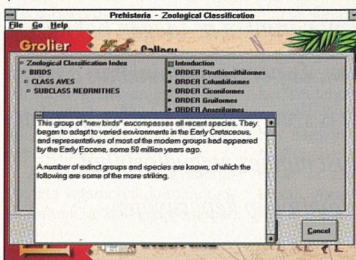 Prehistoria - Zoological Classification
File Go Help
Grolier
Gallery
Zoological Classification Index
BIRDS
CLASS AVES
SUBCLASS NEORNITHES
Introduction
ORDER Struthiornithiformes
ORDER Columbiformes
ORDER Ciconiiformes
ORDER Gruiformes
ORDER Anseriformes
This group of "new birds" encompasses all recent species. They
began to adapt to varied environments in the Early Cretaceous,
and representatives of most of the modern groups had appeared
by the Early Eocene, some 50 million years ago.
A number of extinct groups and species are known, of which the
following are some of the more striking.
Cancel